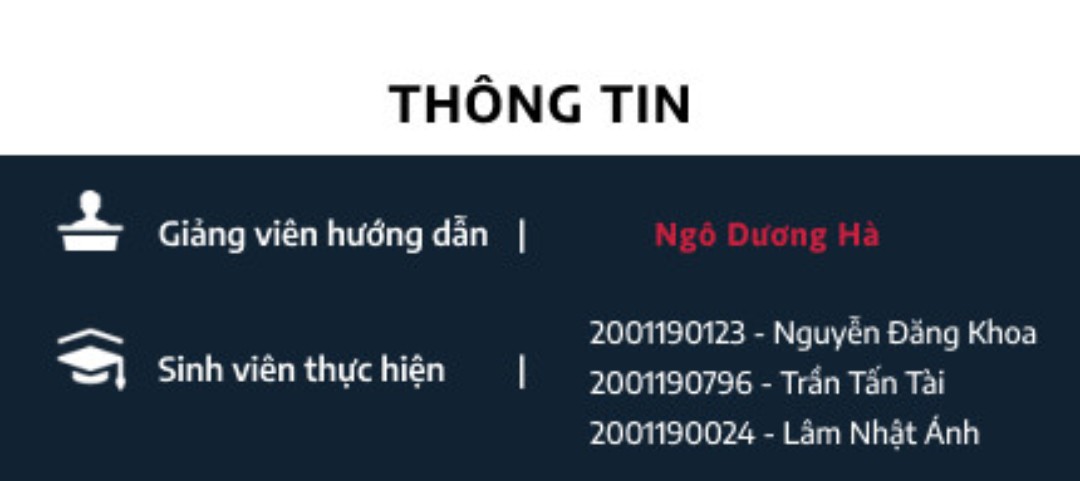 THÔNG TIN
Giảng viên hướng dẫn | Ngô Dương Hà
Sinh viên thực hiện |
2001190123 - Nguyễn Đăng Khoa
2001190796 - Trần Tấn Tài
2001190024 - Lâm Nhật Ánh